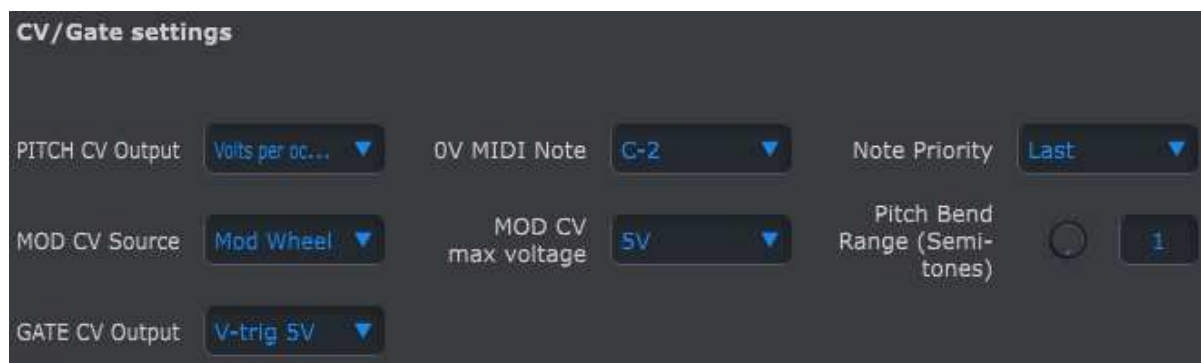 CV/Gate settings
PITCH CV Output Volts per oc... 0V MIDI Note C-2 Note Priority Last
MOD CV Source Mod Wheel MOD CV
max voltage 5V Pitch Bend
Range (Semi-
tones) 1
GATE CV Output V-trig 5V